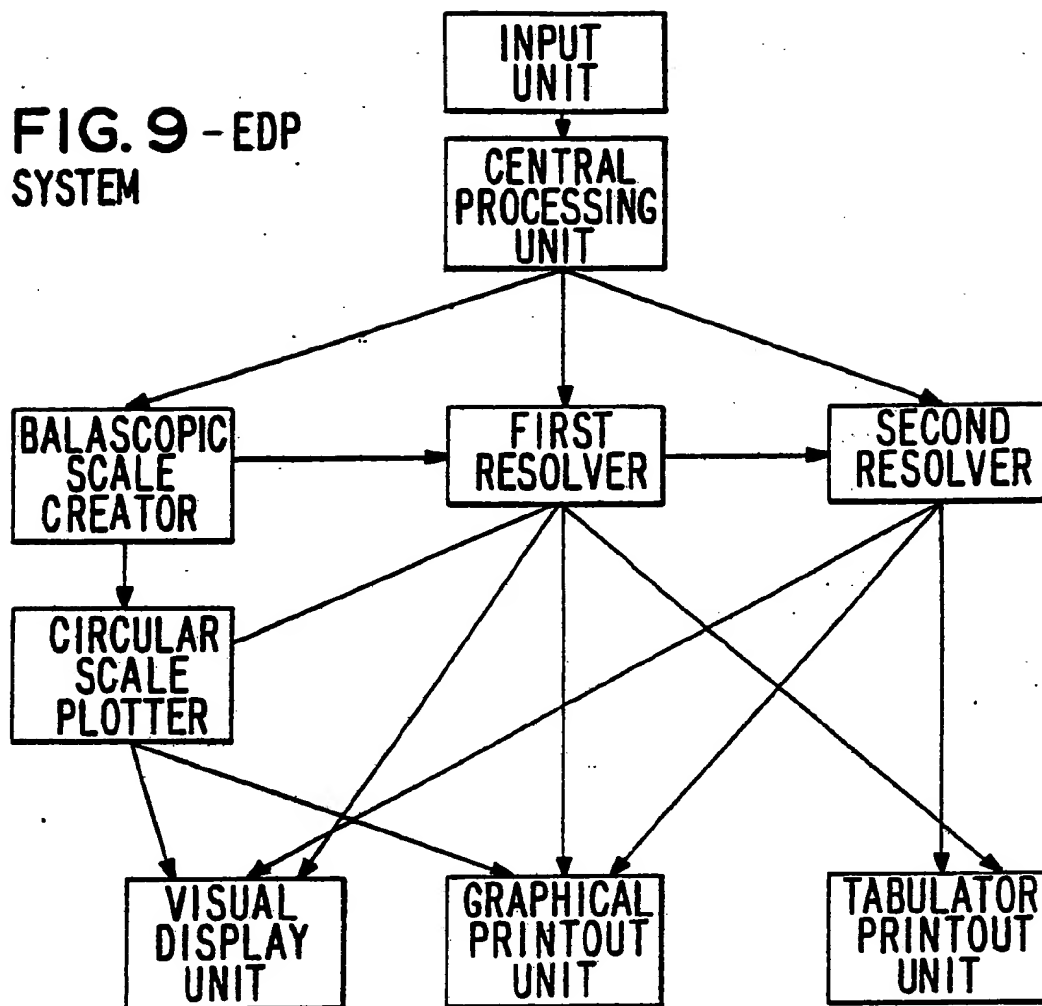 INPUT
UNIT
FIG. 9 - EDP
SYSTEM
CENTRAL
PROCESSING
UNIT
BALASCOPIC
SCALE
CREATOR
FIRST
RESOLVER
SECOND
RESOLVER
CIRCULAR
SCALE
PLOTTER
VISUAL
DISPLAY
UNIT
GRAPHICAL
PRINTOUT
UNIT
TABULATOR
PRINTOUT
UNIT